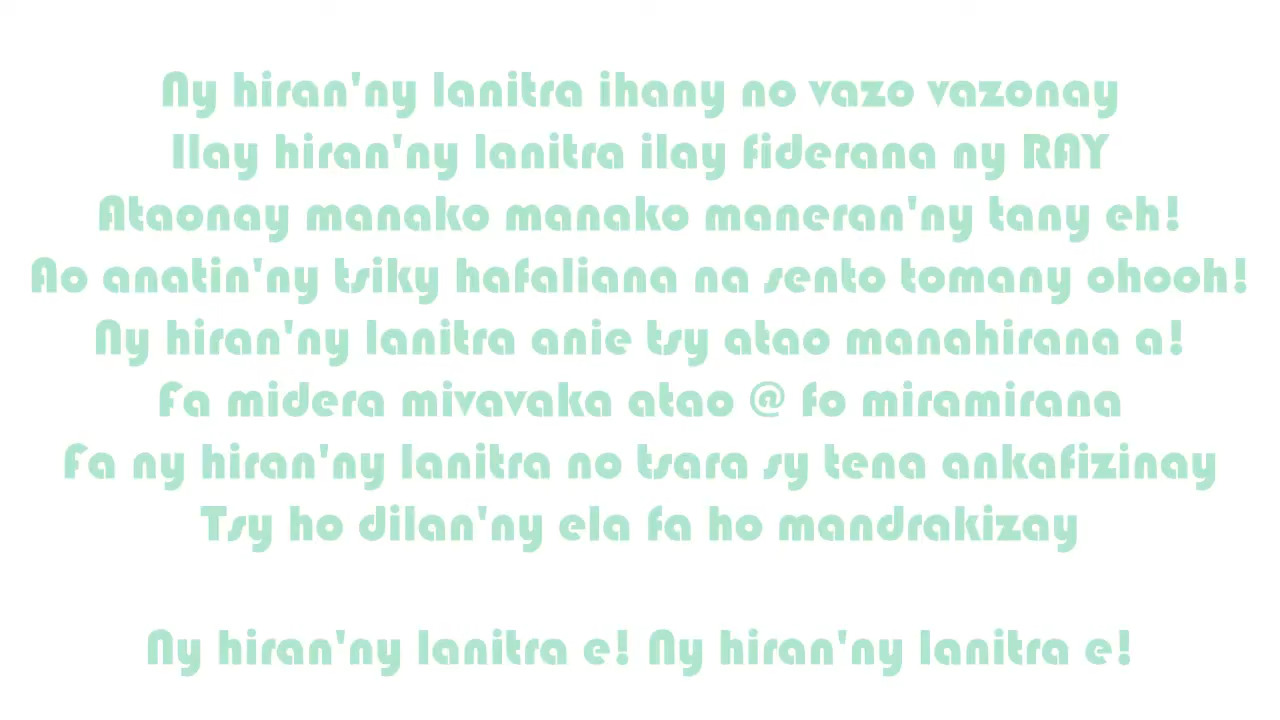 Ny hiran'ny lanitra ihany no vazo vazonay
Ilay hiran'ny lanitra ilay fiderana ny RAY
Ataonay manako manako maneran'ny tany eh!
Ao anatin'ny tsiky hafaliana na sento tomany ohooh!
Ny hiran'ny lanitra anie tsy atao manahirana a!
Fa midera mivavaka atao @ fo miramirana
Fa ny hiran'ny lanitra no tsara sy tena ankafizinay
Tsy ho dilan'ny ela fa ho mandrakizay
Ny hiran'ny lanitra e! Ny hiran'ny lanitra e!